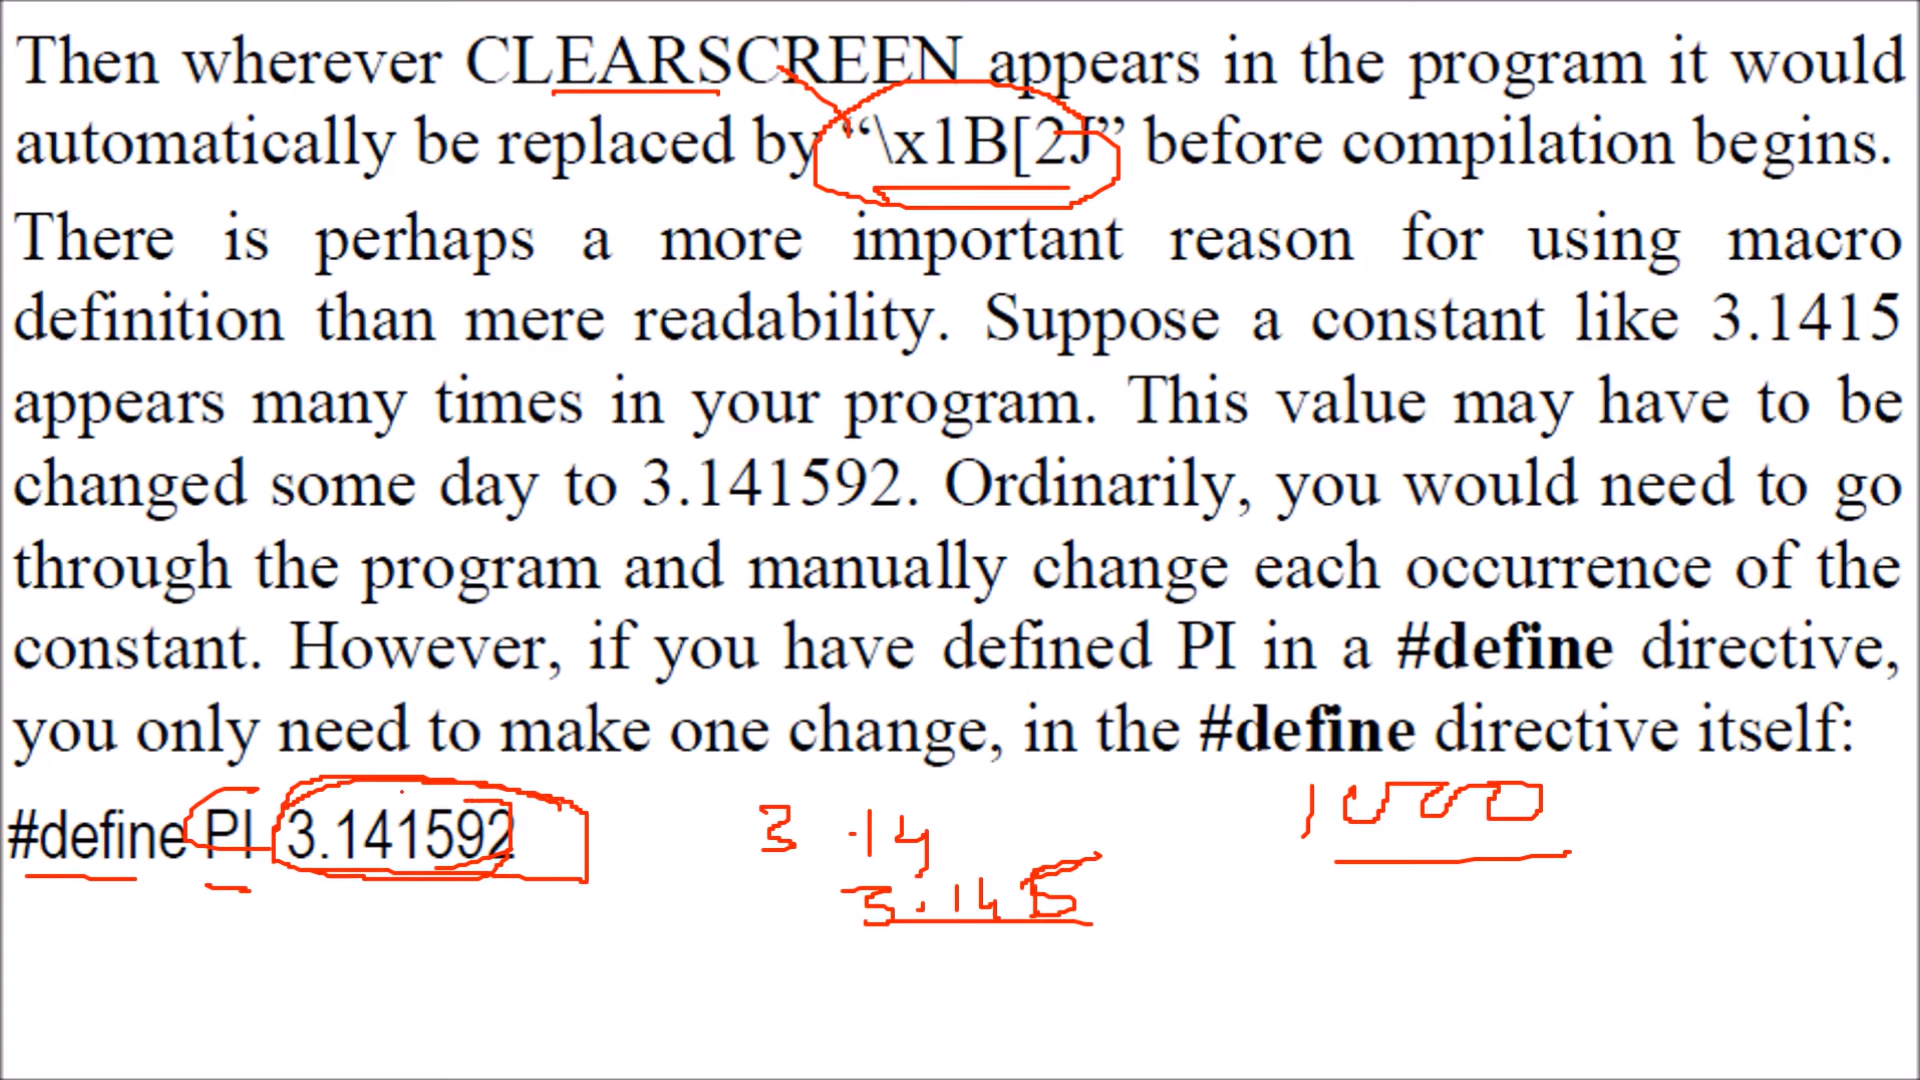 Then wherever CLEARSCREEN appears in the program it would
automatically be replaced by “\x1B[2J” before compilation begins.
There is perhaps a more important reason for using macro
definition than mere readability. Suppose a constant like 3.1415
appears many times in your program. This value may have to be
changed some day to 3.141592. Ordinarily, you would need to go
through the program and manually change each occurrence of the
constant. However, if you have defined PI in a #define directive,
you only need to make one change, in the #define directive itself:
#define PI 3.141592
3.14
3.145
1000